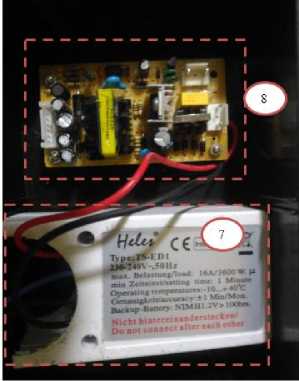 8
7
Heles CE
Type: TS-ED1
230-240V~,50Hz
max. Belastung/load: 16A/3600 W, µ
min Zeiteinstellung/setting time: 1 Minute
Operating temperatures: -10... +40°C
Genauigkeit/accuracy: ±1 Min/Mon.
Backup-Battery: NIMH1.2V> 100hrs.
Nicht hintereinanderstecken/
Do not connect after each other